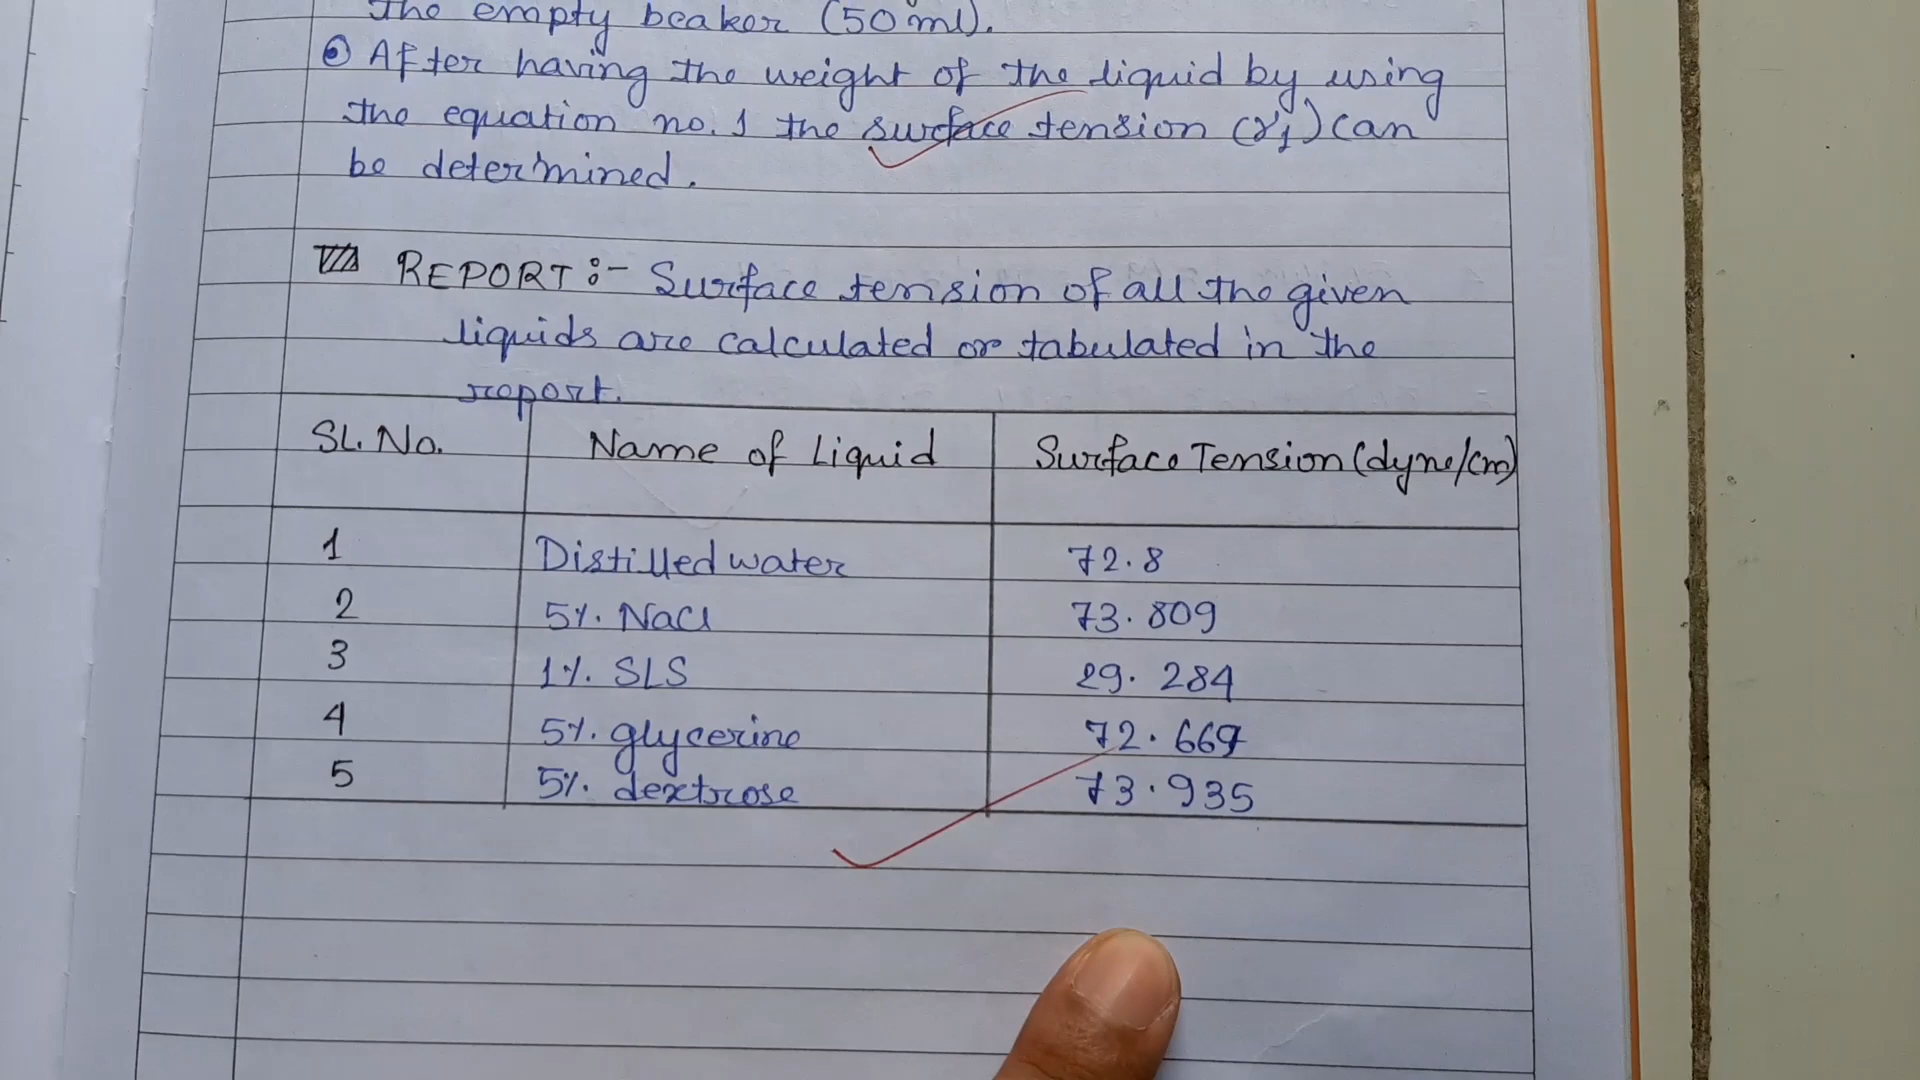 the empty beaker (50ml).
After having the weight of the liquid by using
the equation no. 1 the surface tension (γ1) can
be determined.
REPORT :- Surface tension of all the given
liquids are calculated or tabulated in the
report.
SL. No. Name of Liquid Surface Tension (dyne/cm)
1 Distilled water 72.8
2 5%. NaCl 73.809
3 1%. SLS 29.284
4 5%. glycerine 72.667
5 5%. dextrose 73.935